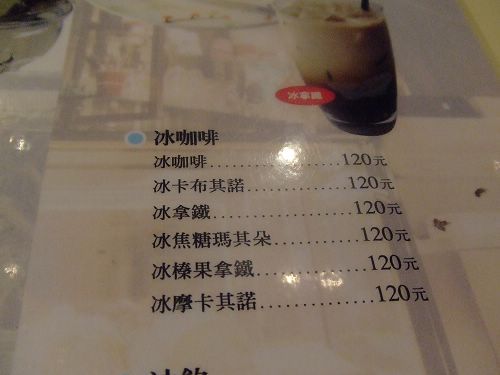 冰咖啡
冰咖啡.....................120元
冰卡布其諾................120元
冰拿鐵......................120元
冰焦糖瑪其朵.............120元
冰榛果拿鐵................120元
冰摩卡其諾................120元